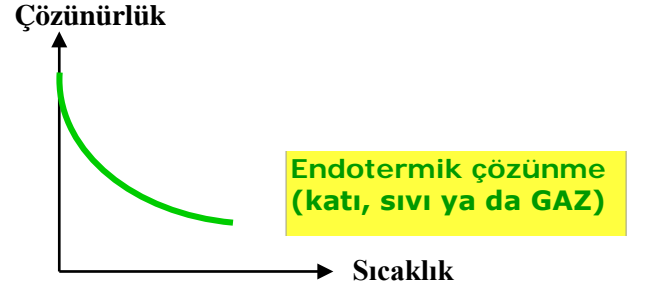 Çözünürlük
Endotermik çözünme
(katı, sıvı ya da GAZ)
Sıcaklık